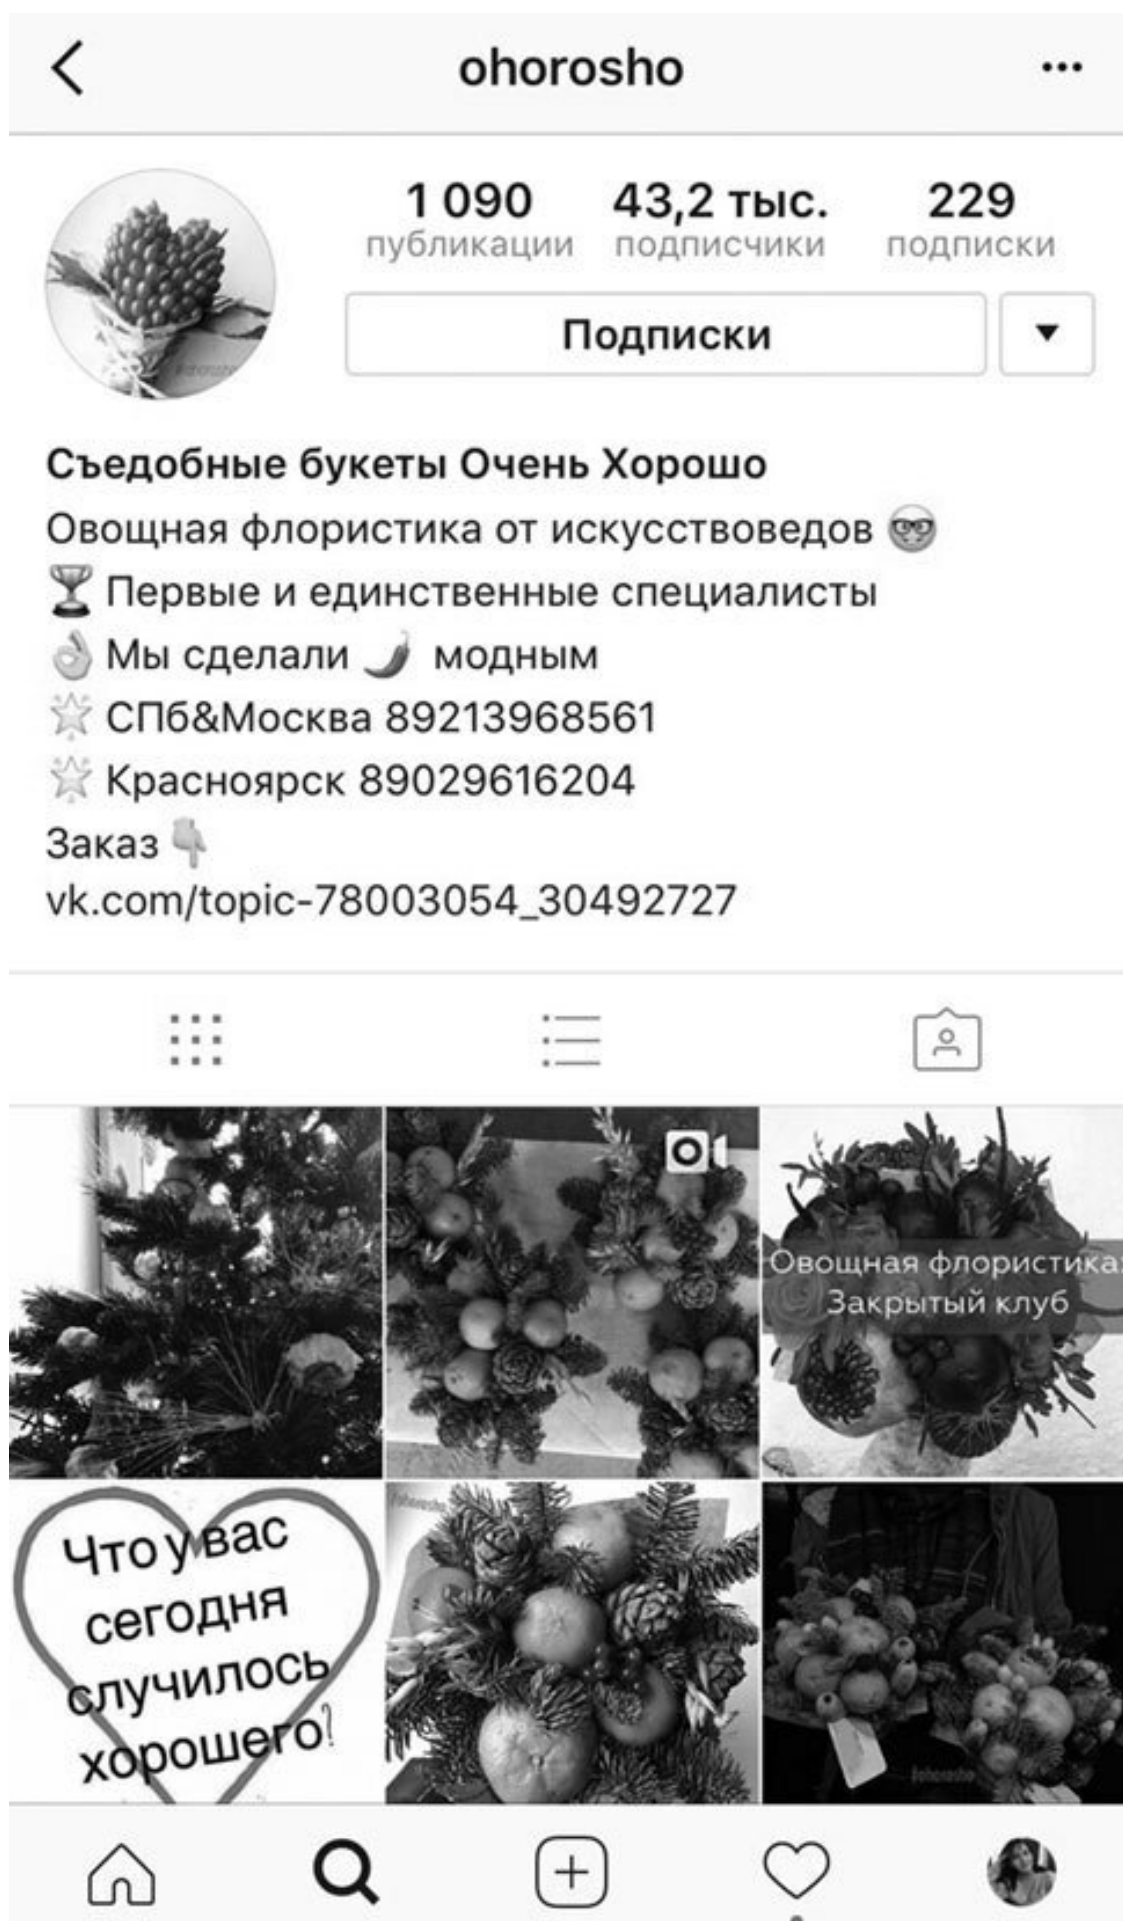 ohorosho
1 090 43,2 тыс. 229
публикации подписчики подписки
Подписки
Съедобные букеты Очень Хорошо
Овощная флористика от искусствоведов
Первые и единственные специалисты
Мы сделали модным
СПб&Москва 89213968561
Красноярск 89029616204
Заказ
vk.com/topic-78003054_30492727
Овощная флористика:
Закрытый клуб
Что у вас
сегодня
случилось
хорошего?
#ohorosho
#ohorosho